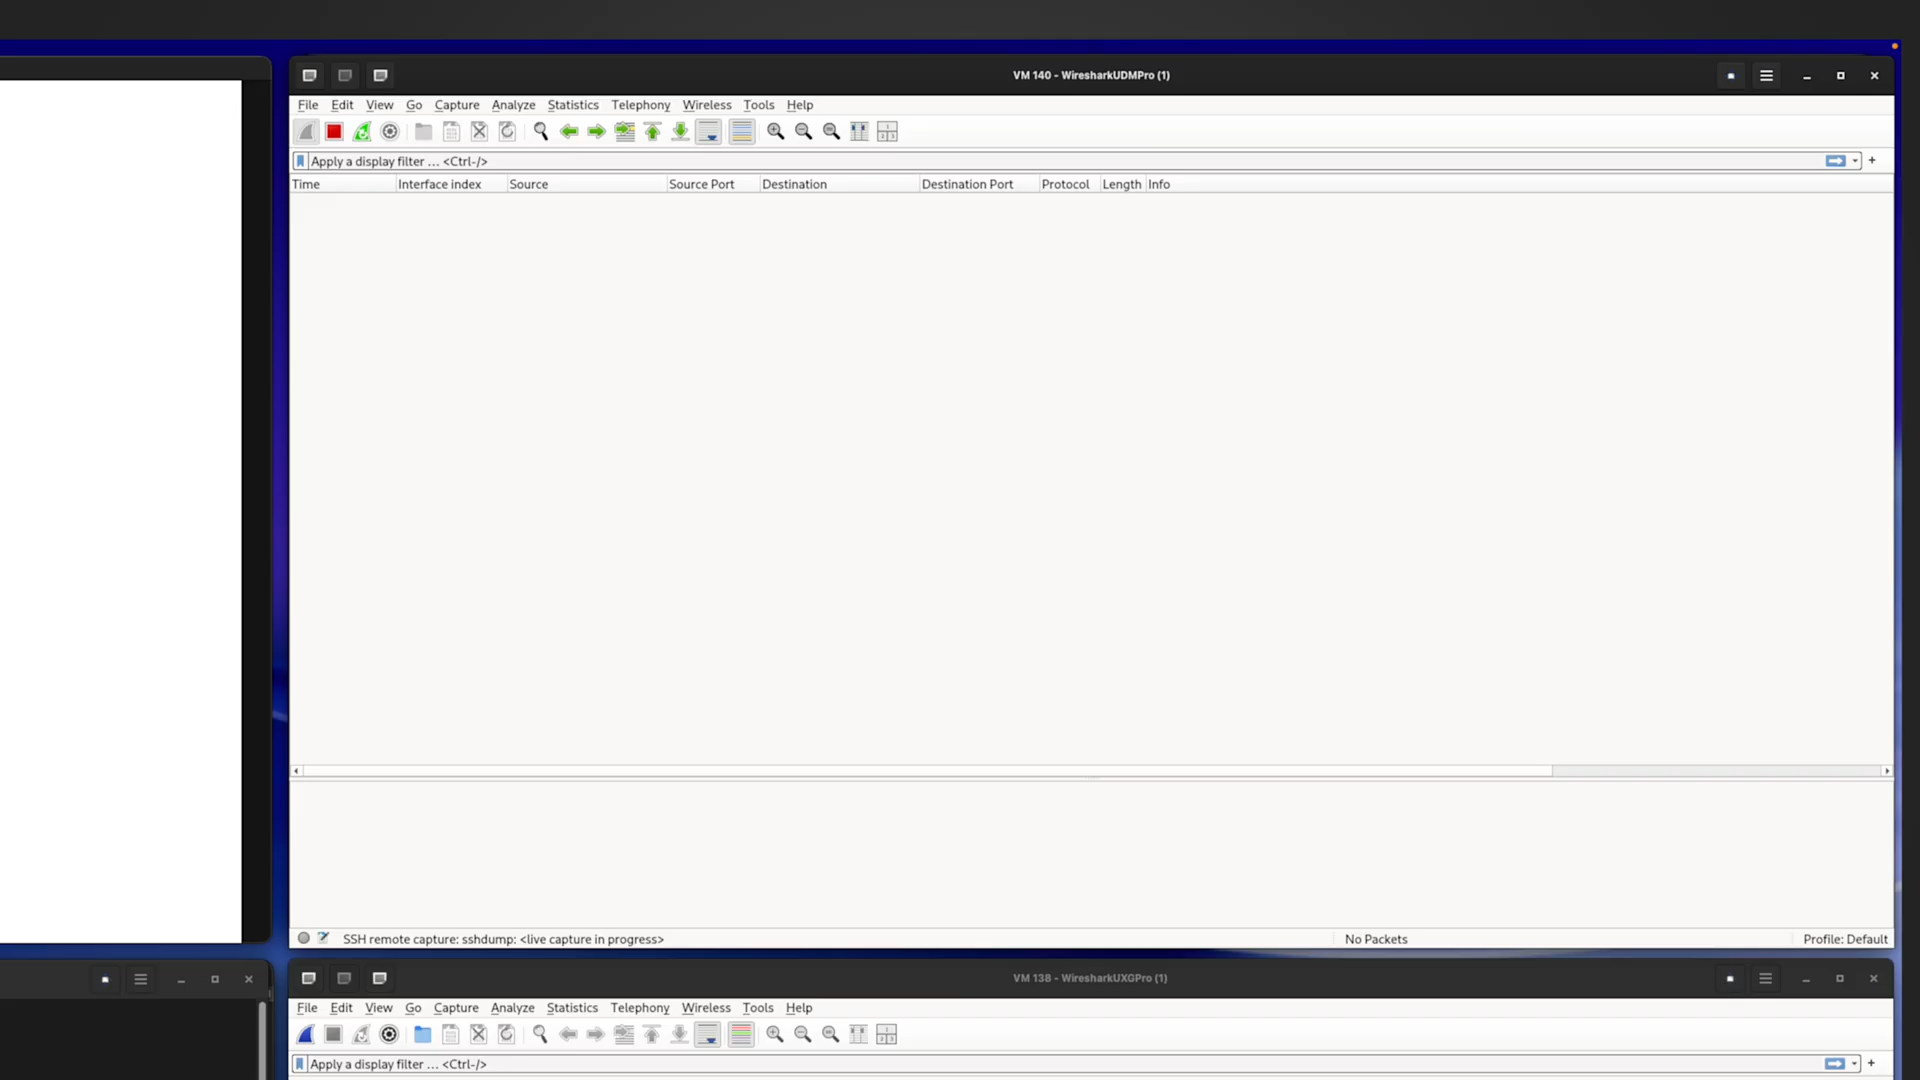 VM 140 - WiresharkUDMPro (1)
File Edit View Go Capture Analyze Statistics Telephony Wireless Tools Help
Apply a display filter ... <Ctrl-/>
Time Interface index Source Source Port Destination Destination Port Protocol Length Info
SSH remote capture: sshdump: <live capture in progress> No Packets Profile: Default
VM 138 - WiresharkUXGPro (1)
File Edit View Go Capture Analyze Statistics Telephony Wireless Tools Help
Apply a display filter ... <Ctrl-/>